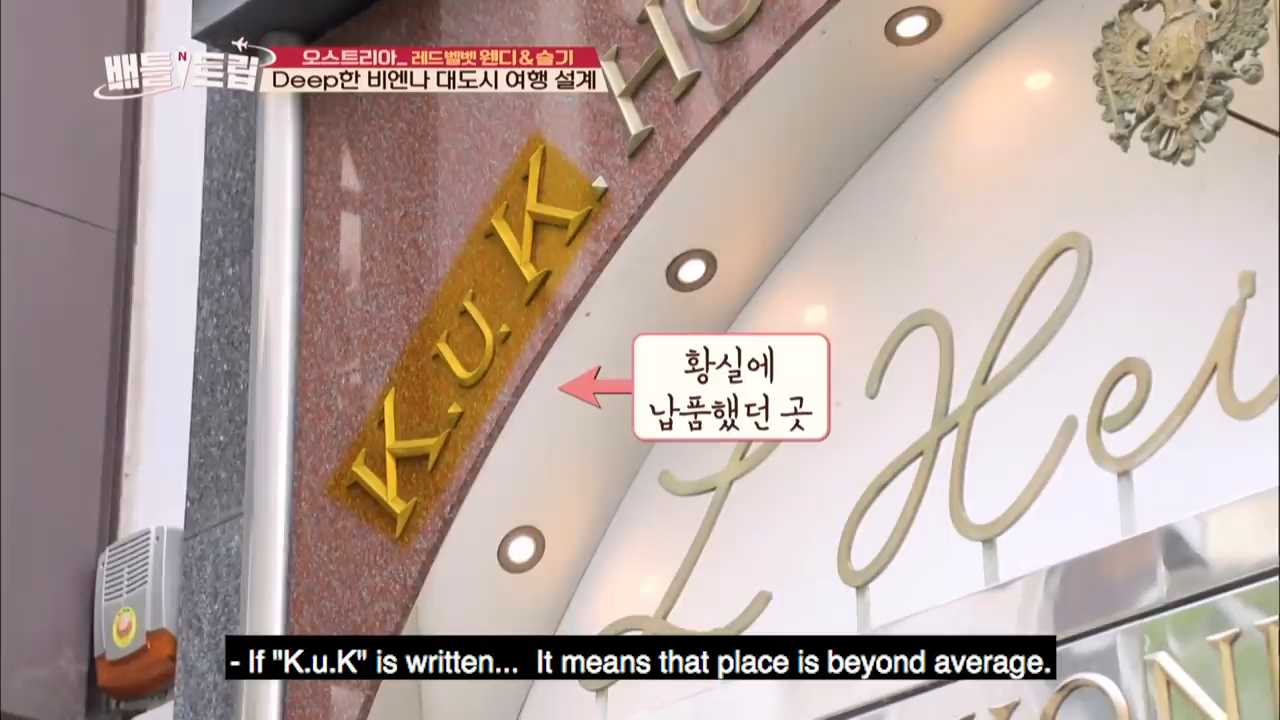 배틀트립
오스트리아_ 레드벨벳 웬디&슬기
Deep한 비엔나 대도시 여행 설계
K.u.K. HO
황실에
납품했던 곳
L Hei
- If "K.u.K" is written... It means that place is beyond average.